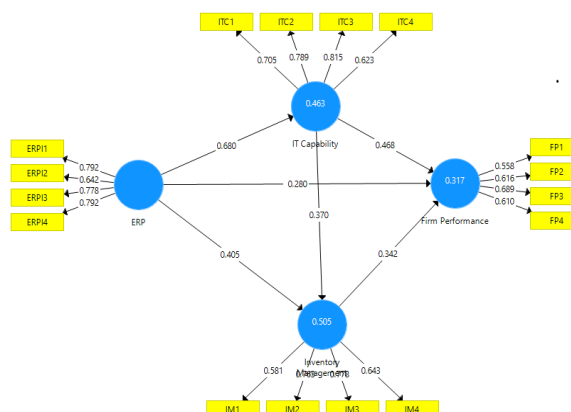 ITC1 ITC2 ITC3 ITC4
0.705 0.789 0.815 0.623
0.463
IT Capability
ERPI1
ERPI2
ERPI3
ERPI4
0.792
0.642
0.778
0.792
ERP
0.680
0.468
0.280
0.370
0.405
0.342
0.317
Firm Performance
0.558
0.616
0.689
0.610
FP1
FP2
FP3
FP4
0.505
Inventory
Management
0.581 0.643
IM1 IM2 IM3 IM4